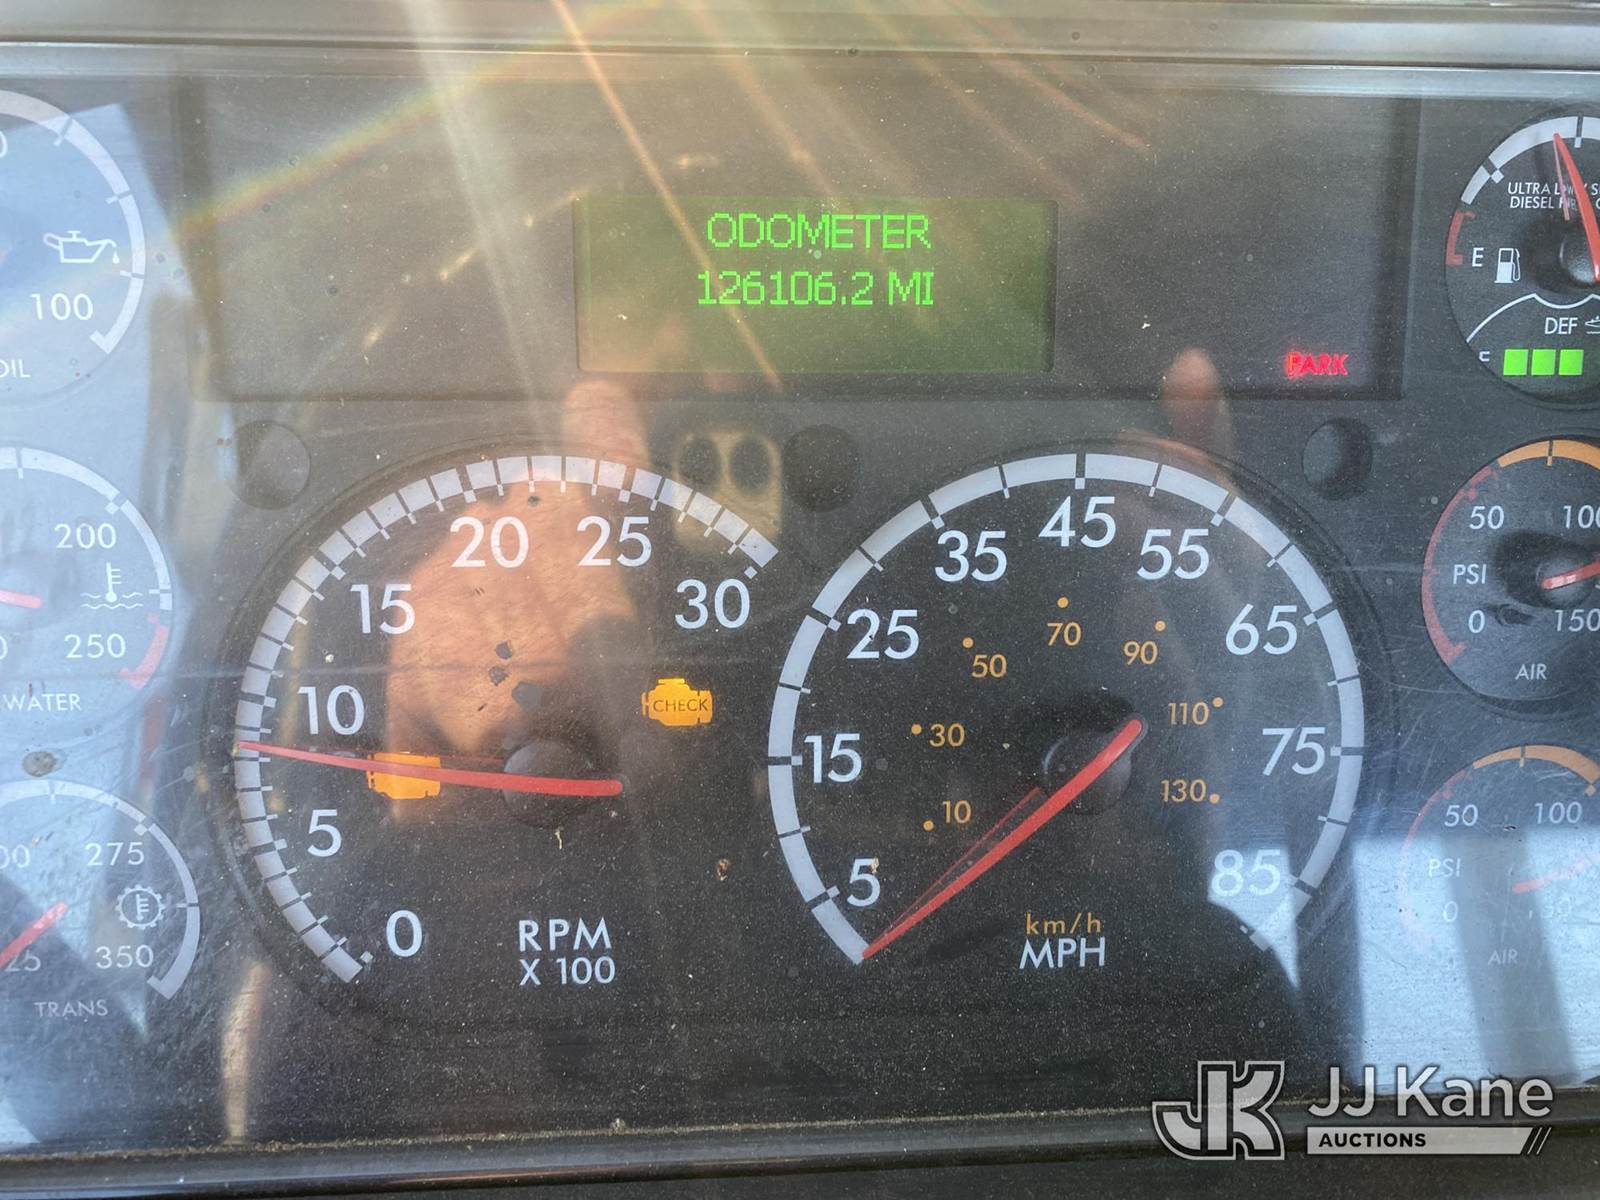 ODOMETER
126106.2 MI
PARK
ULTRA LOW
DIESEL
E
DEF
100
OIL
200
250
WATER
275
350
TRANS
0
5
10
15
20
25
30
CHECK
RPM
X 100
5
15
25
35
45
55
65
75
85
10
30
50
70
90
110
130
km/h
MPH
50
100
PSI
0
150
AIR
50
100
PSI
0
AIR
JK
JJ Kane
AUCTIONS